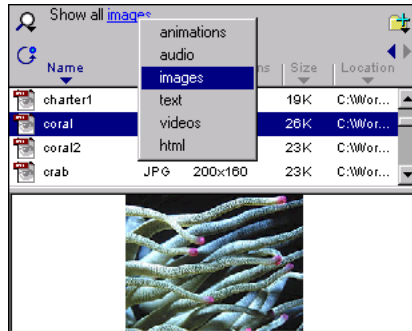 Show all images
animations
audio
images
text
videos
html
Name ns Size Location
charter1 19K C:\Wor...
coral 26K C:\Wor...
coral2 23K C:\Wor...
crab JPG 200x160 23K C:\Wor...